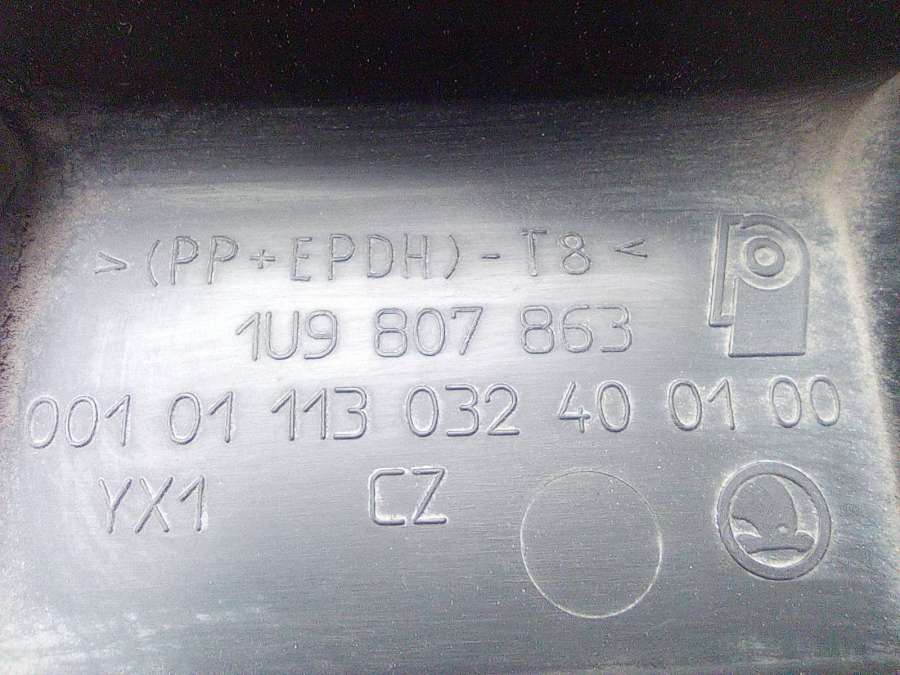 >(PP+EPDH)-T8<
1U9 807 863
001 01 113 032 40 01 00
YX1 CZ